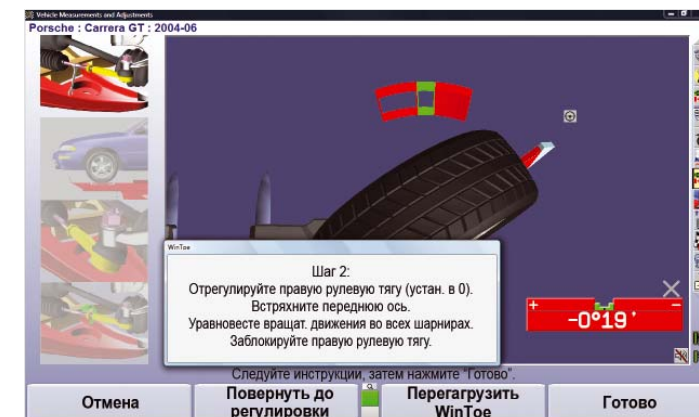 Vehicle Measurements and Adjustments
Porsche : Carrera GT : 2004-06
WinToe
Шаг 2:
Отрегулируйте правую рулевую тягу (устан. в 0).
Встряхните переднюю ось.
Уравновесте вращат. движения во всех шарнирах.
Заблокируйте правую рулевую тягу.
+ -
-0°19'
Следуйте инструкции, затем нажмите "Готово".
Отмена
Повернуть до
регулировки
Перегагрузить
WinToe
Готово